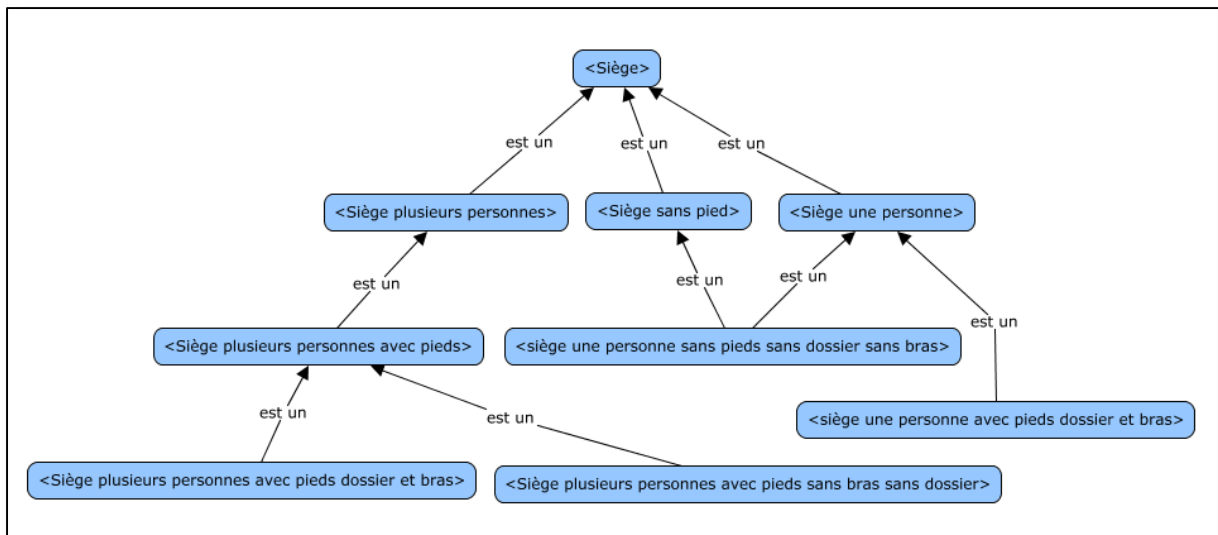 <Siège>
est un
est un
est un
<Siège plusieurs personnes>
<Siège sans pied>
<Siège une personne>
est un
est un
est un
est un
<Siège plusieurs personnes avec pieds>
<siège une personne sans pieds sans dossier sans bras>
est un
est un
<siège une personne avec pieds dossier et bras>
<Siège plusieurs personnes avec pieds dossier et bras>
<Siège plusieurs personnes avec pieds sans bras sans dossier>